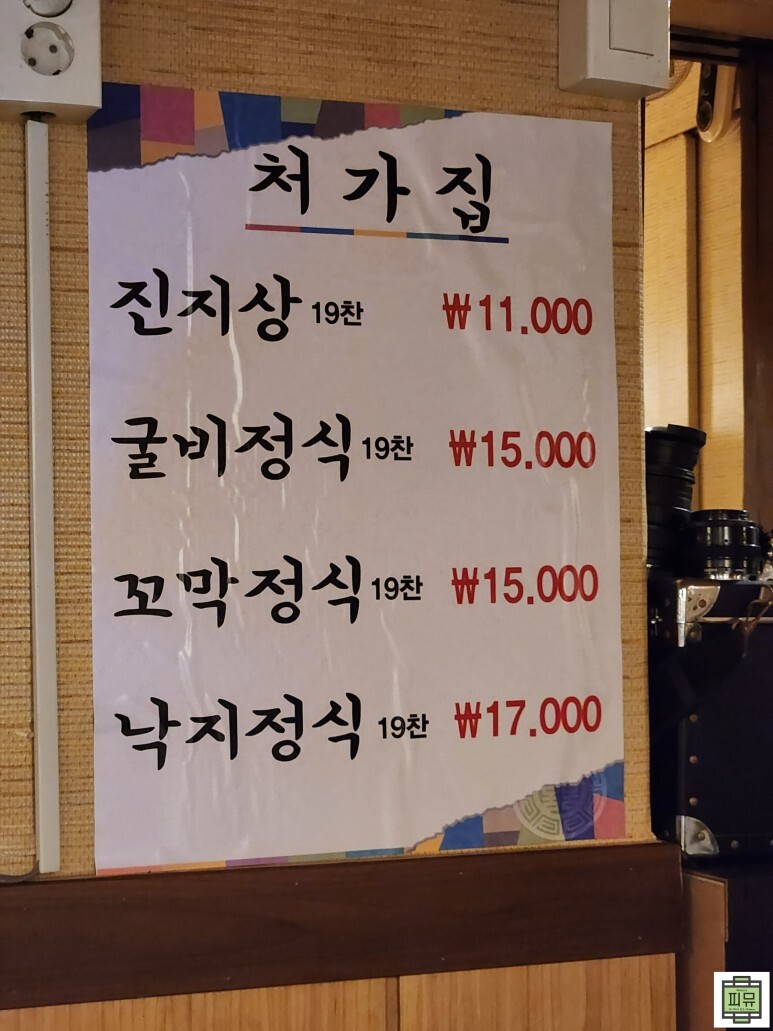 처가집
진지상 19찬 ₩11.000
굴비정식 19찬 ₩15.000
꼬막정식 19찬 ₩15.000
낙지정식 19찬 ₩17.000
피뮤